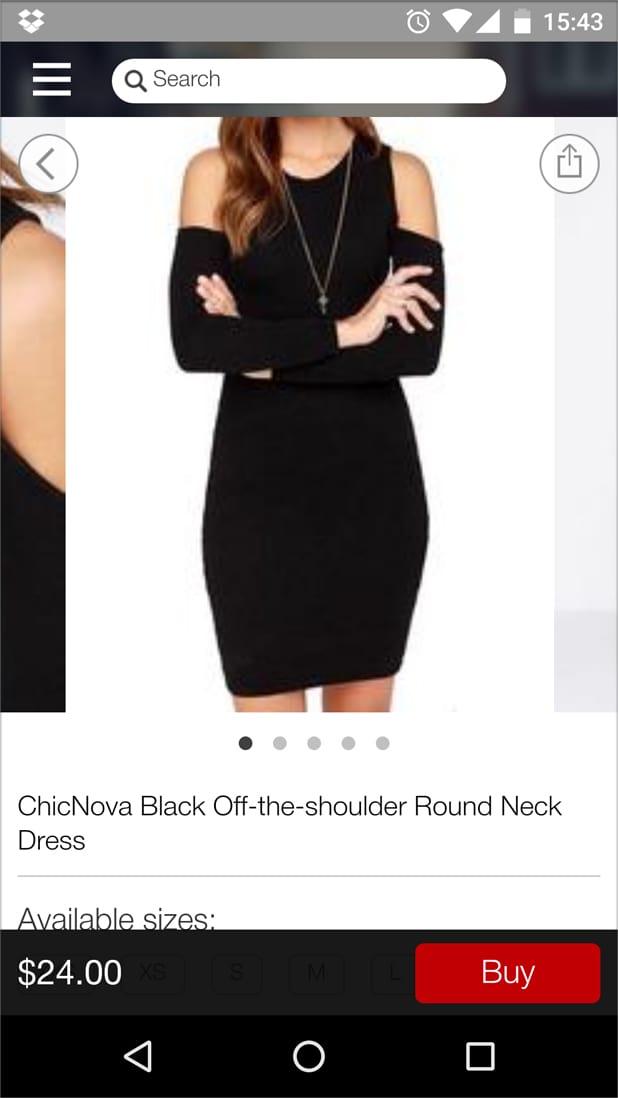 15:43
Search
ChicNova Black Off-the-shoulder Round Neck
Dress
Available sizes:
$24.00
XS
S
M
L
Buy